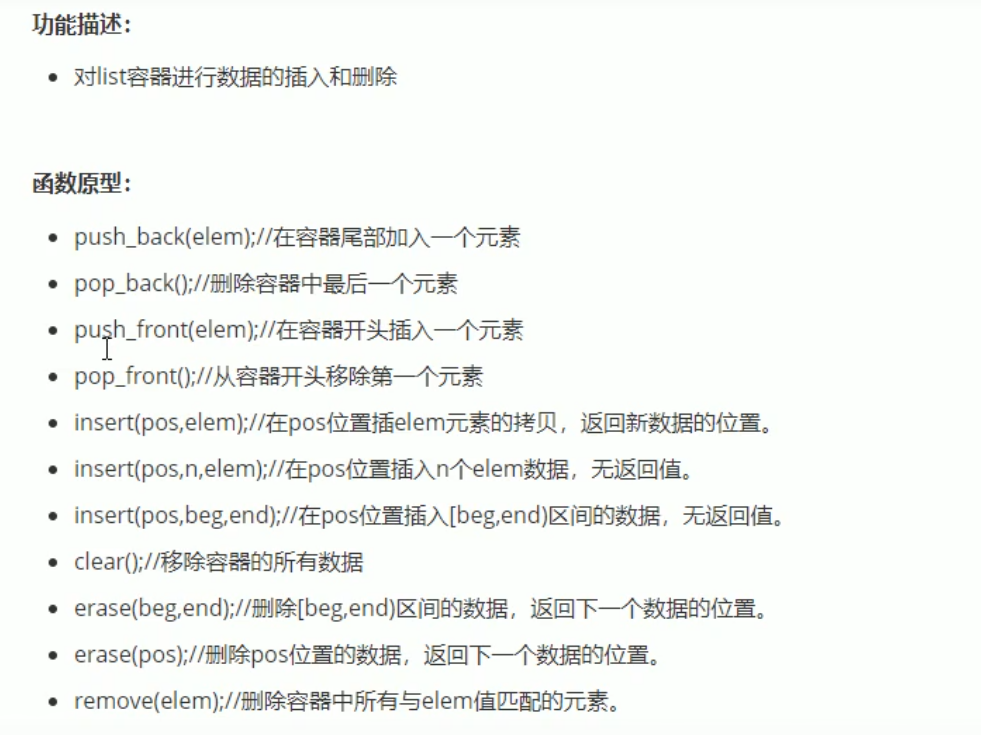 功能描述：
• 对list容器进行数据的插入和删除
函数原型：
• push_back(elem);//在容器尾部加入一个元素
• pop_back();//删除容器中最后一个元素
• push_front(elem);//在容器开头插入一个元素
• pop_front();//从容器开头移除第一个元素
• insert(pos,elem);//在pos位置插elem元素的拷贝，返回新数据的位置。
• insert(pos,n,elem);//在pos位置插入n个elem数据，无返回值。
• insert(pos,beg,end);//在pos位置插入[beg,end)区间的数据，无返回值。
• clear();//移除容器的所有数据
• erase(beg,end);//删除[beg,end)区间的数据，返回下一个数据的位置。
• erase(pos);//删除pos位置的数据，返回下一个数据的位置。
• remove(elem);//删除容器中所有与elem值匹配的元素。